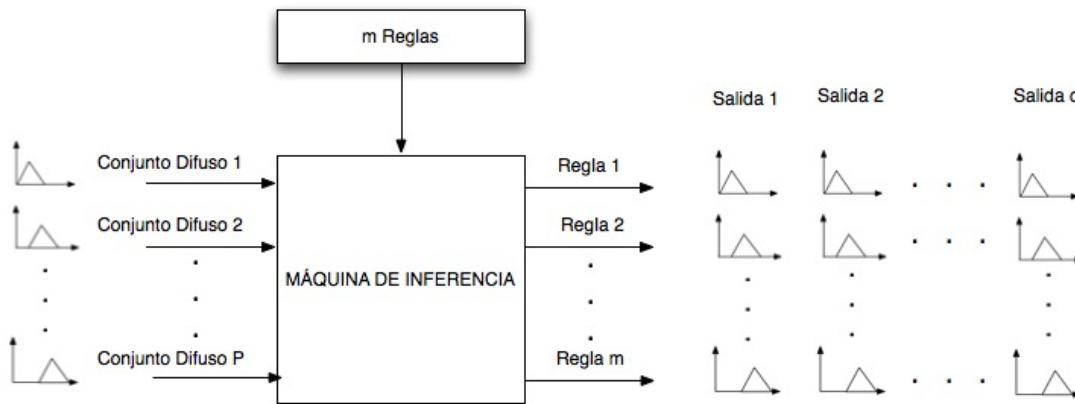 m Reglas
Salida 1
Salida 2
Salida
Conjunto Difuso 1
Regla 1
Conjunto Difuso 2
Regla 2
MÁQUINA DE INFERENCIA
Conjunto Difuso P
Regla m